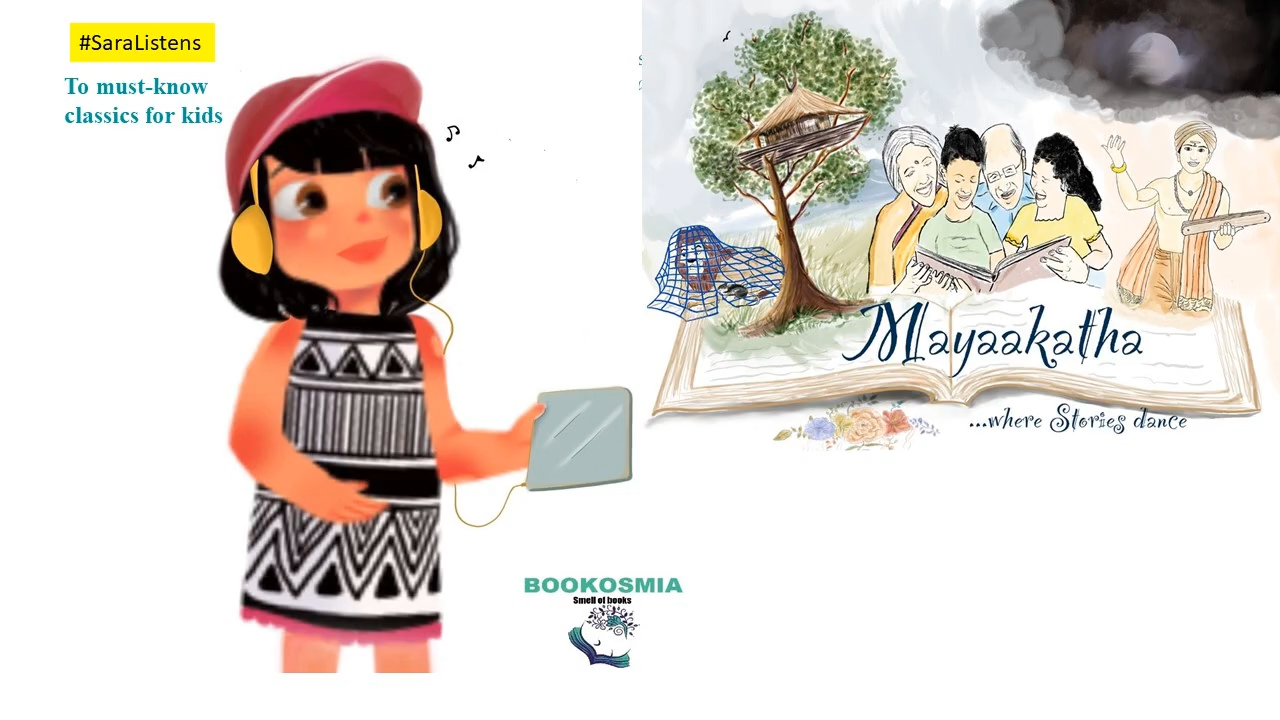 #SaraListens
To must-know
classics for kids
Mayaakatha
...where Stories dance
BOOKOSMIA
Smell of books